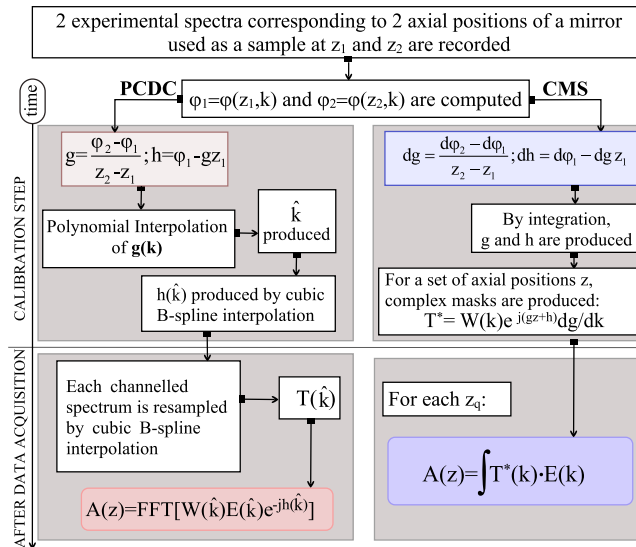 2 experimental spectra corresponding to 2 axial positions of a mirror
used as a sample at z₁ and z₂ are recorded
time
PCDC
φ₁=φ(z₁,k) and φ₂=φ(z₂,k) are computed
CMS
CALIBRATION STEP
g=(φ₂-φ₁)/(z₂-z₁);h=φ₁-gz₁
Polynomial Interpolation
of g(k)
k̂
produced
h(k̂) produced by cubic
B-spline interpolation
dg = (dφ₂-dφ₁)/(z₂-z₁);dh = dφ₁-dg z₁
By integration,
g and h are produced
For a set of axial positions z,
complex masks are produced:
T*= W(k)e^j(gz+h) dg/dk
AFTER DATA ACQUISITION
Each channelled
spectrum is resampled
by cubic B-spline
interpolation
T(k̂)
A(z)=FFT[W(k̂)E(k̂)e^-jh(k̂)]
For each z_q:
A(z)=∫T*(k)·E(k)